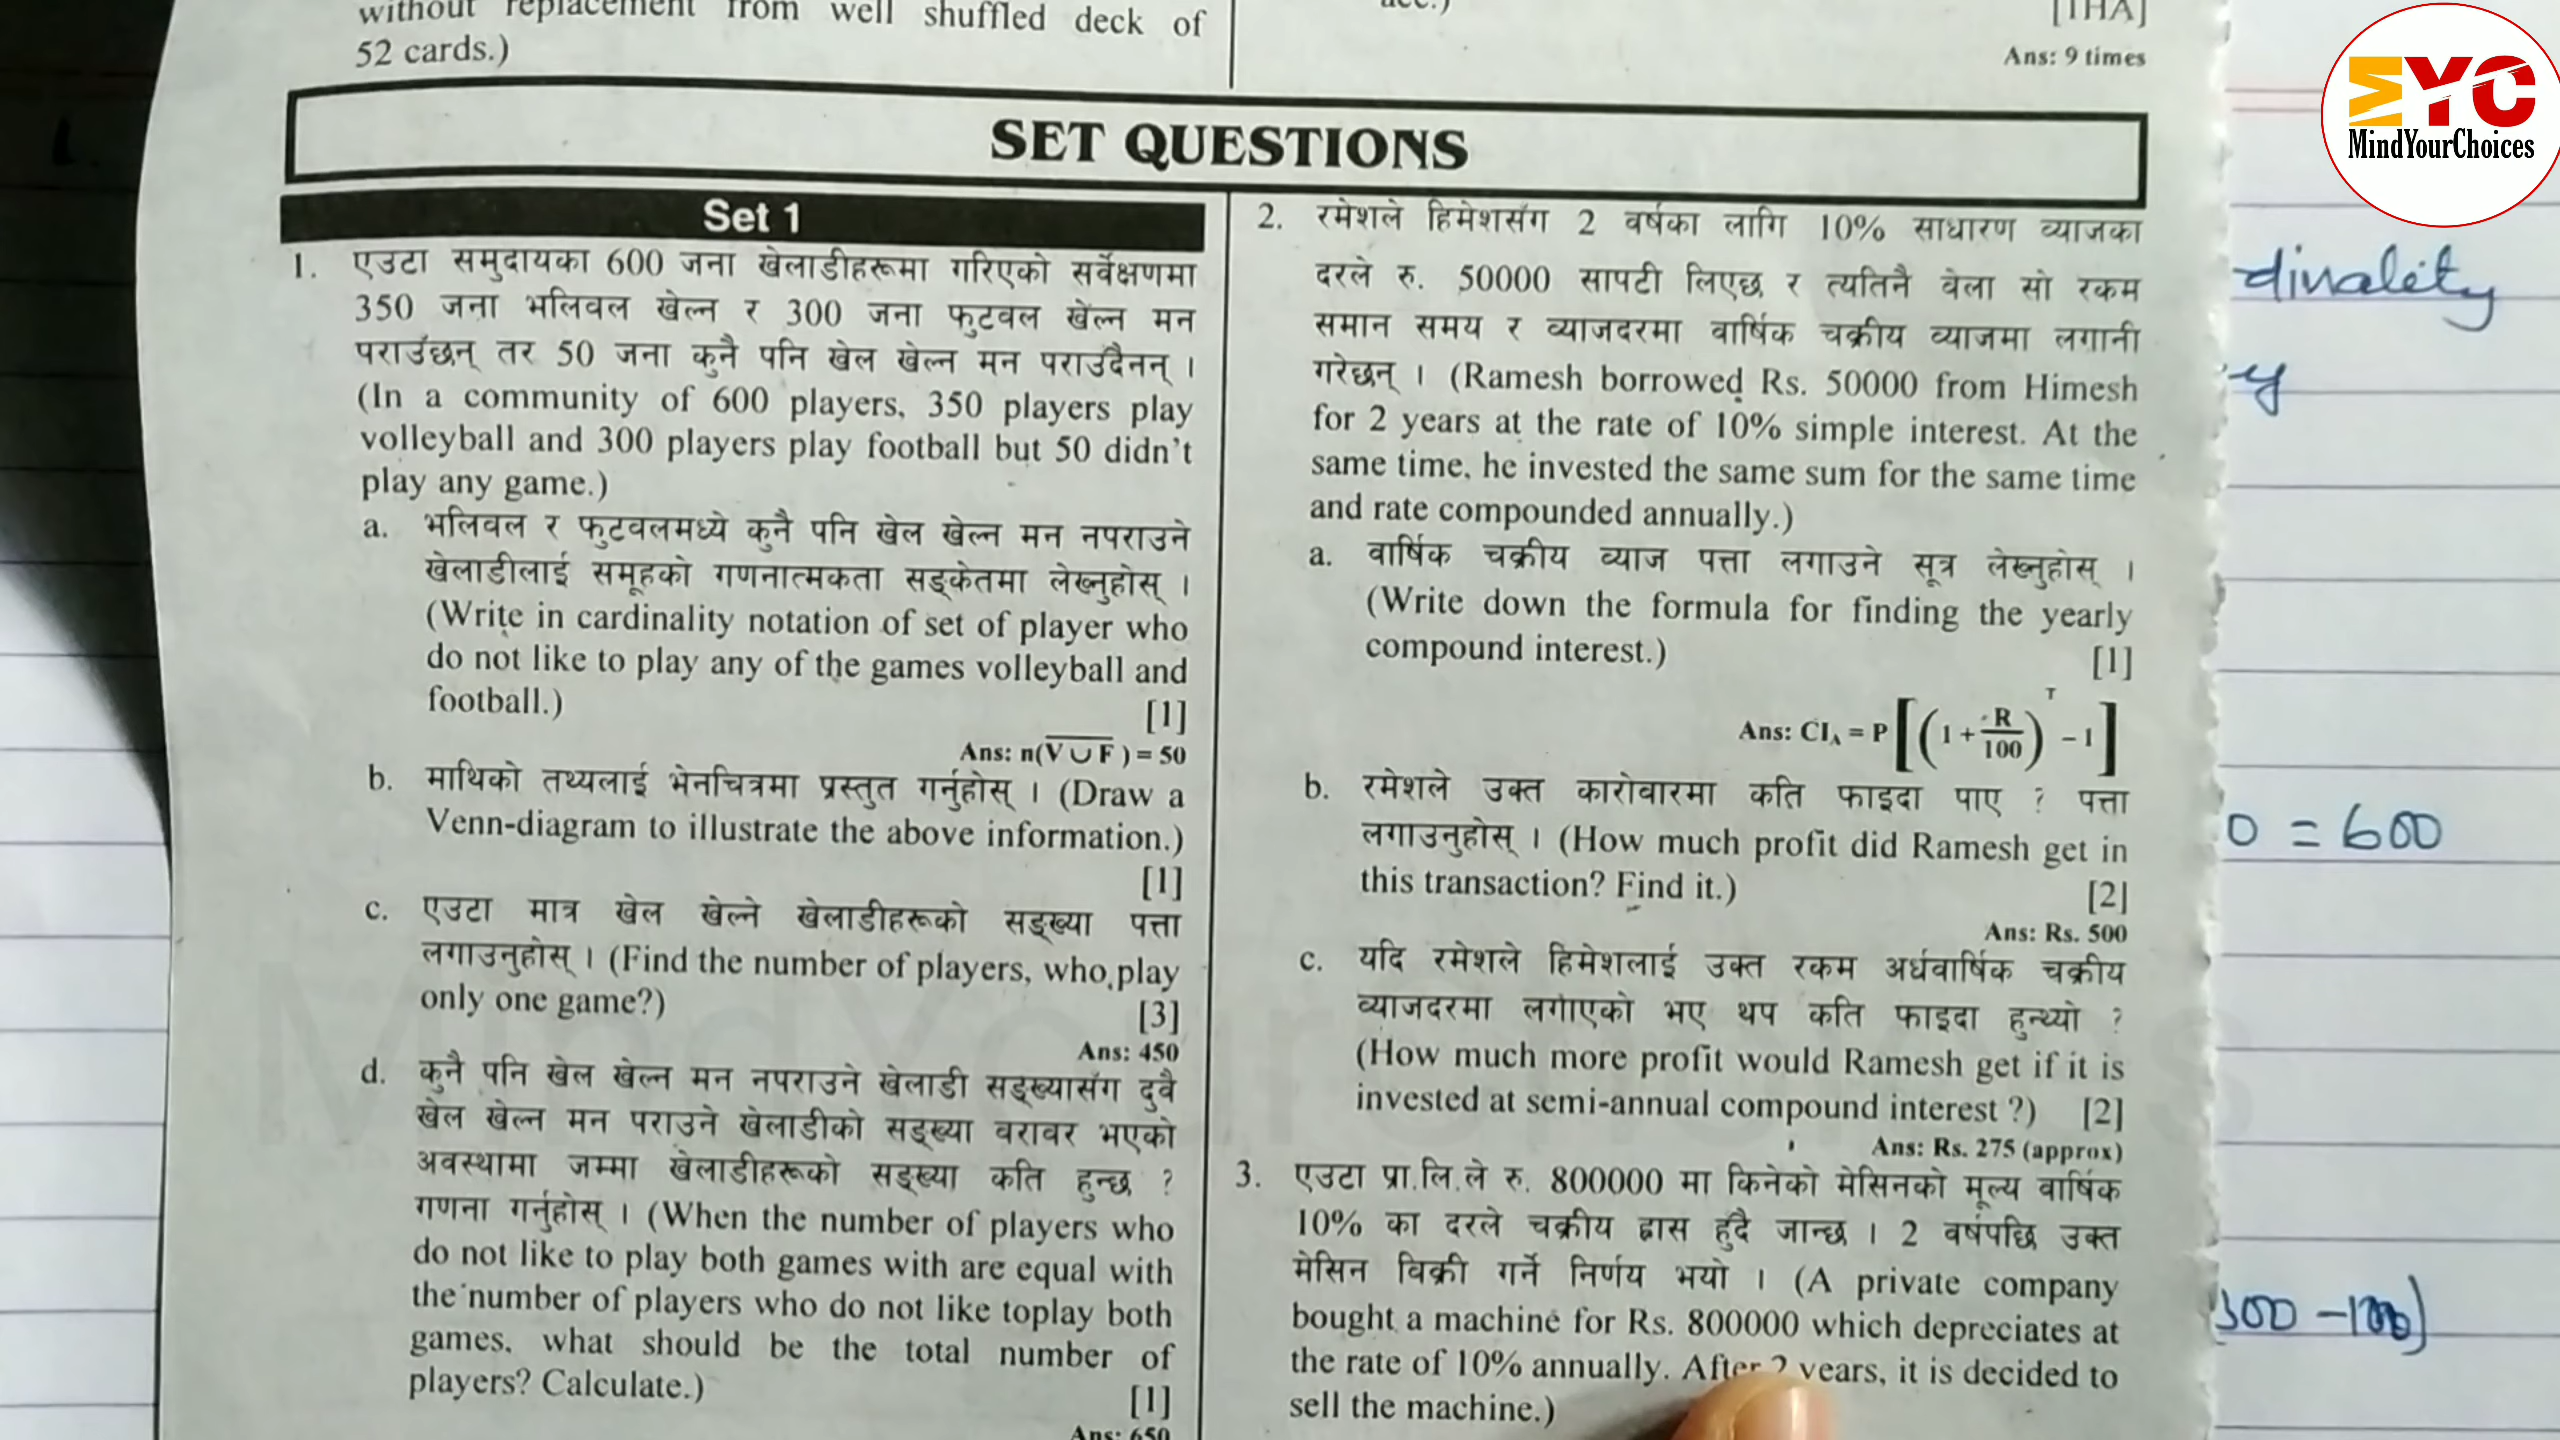 without replacement from well shuffled deck of
52 cards.)
[THA]
Ans: 9 times
MYC
MindYourChoices
SET QUESTIONS
Set 1
1. एउटा समुदायका 600 जना खेलाडीहरूमा गरिएको सर्वेक्षणमा
350 जना भलिवल खेल्न र 300 जना फुटवल खेल्न मन
पराउँछन् तर 50 जना कुनै पनि खेल खेल्न मन पराउँदैनन् ।
(In a community of 600 players, 350 players play
volleyball and 300 players play football but 50 didn't
play any game.)
a. भलिवल र फुटवलमध्ये कुनै पनि खेल खेल्न मन नपराउने
खेलाडीलाई समूहको गणनात्मकता सङ्केतमा लेख्नुहोस् ।
(Write in cardinality notation of set of player who
do not like to play any of the games volleyball and
football.) [1]
Ans: n(V ∪ F) = 50
b. माथिको तथ्यलाई भेनचित्रमा प्रस्तुत गर्नुहोस् । (Draw a
Venn-diagram to illustrate the above information.)
[1]
c. एउटा मात्र खेल खेल्ने खेलाडीहरूको सङ्ख्या पत्ता
लगाउनुहोस् । (Find the number of players, who play
only one game?) [3]
Ans: 450
d. कुनै पनि खेल खेल्न मन नपराउने खेलाडी सङ्ख्यासँग दुवै
खेल खेल्न मन पराउने खेलाडीको सङ्ख्या वरावर भएको
अवस्थामा जम्मा खेलाडीहरूको सङ्ख्या कति हुन्छ ?
गणना गर्नुहोस् । (When the number of players who
do not like to play both games with are equal with
the number of players who do not like toplay both
games, what should be the total number of
players? Calculate.) [1]
Ans: 650
2. रमेशले हिमेशसँग 2 वर्षका लागि 10% साधारण व्याजका
दरले रु. 50000 सापटी लिएछ र त्यतिनै वेला सो रकम
समान समय र व्याजदरमा वार्षिक चक्रीय व्याजमा लगानी
गरेछन् । (Ramesh borrowed Rs. 50000 from Himesh
for 2 years at the rate of 10% simple interest. At the
same time, he invested the same sum for the same time
and rate compounded annually.)
a. वार्षिक चक्रीय व्याज पत्ता लगाउने सूत्र लेख्नुहोस् ।
(Write down the formula for finding the yearly
compound interest.) [1]
Ans: CI_A = P [(1 + R/100)^T − 1]
b. रमेशले उक्त कारोवारमा कति फाइदा पाए ? पत्ता
लगाउनुहोस् । (How much profit did Ramesh get in
this transaction? Find it.) [2]
Ans: Rs. 500
c. यदि रमेशले हिमेशलाई उक्त रकम अर्धवार्षिक चक्रीय
व्याजदरमा लगाएको भए थप कति फाइदा हुन्थ्यो ?
(How much more profit would Ramesh get if it is
invested at semi-annual compound interest ?) [2]
Ans: Rs. 275 (approx)
3. एउटा प्रा.लि.ले रु. 800000 मा किनेको मेसिनको मूल्य वार्षिक
10% का दरले चक्रीय ह्रास हुँदै जान्छ । 2 वर्षपछि उक्त
मेसिन विक्री गर्ने निर्णय भयो । (A private company
bought a machine for Rs. 800000 which depreciates at
the rate of 10% annually. After 2 years, it is decided to
sell the machine.)
dinality
y
0 = 600
300 - 100)